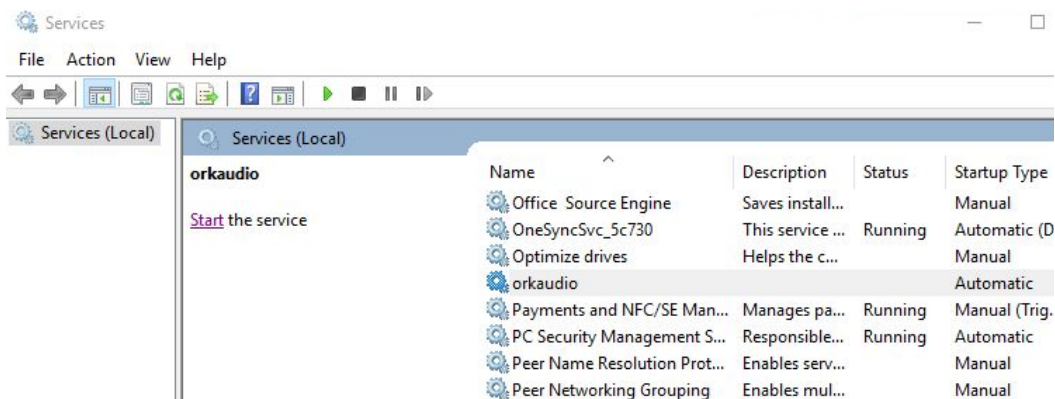 Services
File Action View Help
Services (Local)
Services (Local)
orkaudio
Start the service
Name Description Status Startup Type
Office Source Engine Saves install... Manual
OneSyncSvc_5c730 This service ... Running Automatic (D
Optimize drives Helps the c... Manual
orkaudio Automatic
Payments and NFC/SE Man... Manages pa... Running Manual (Trig.
PC Security Management S... Responsible... Running Automatic
Peer Name Resolution Prot... Enables serv... Manual
Peer Networking Grouping Enables mul... Manual